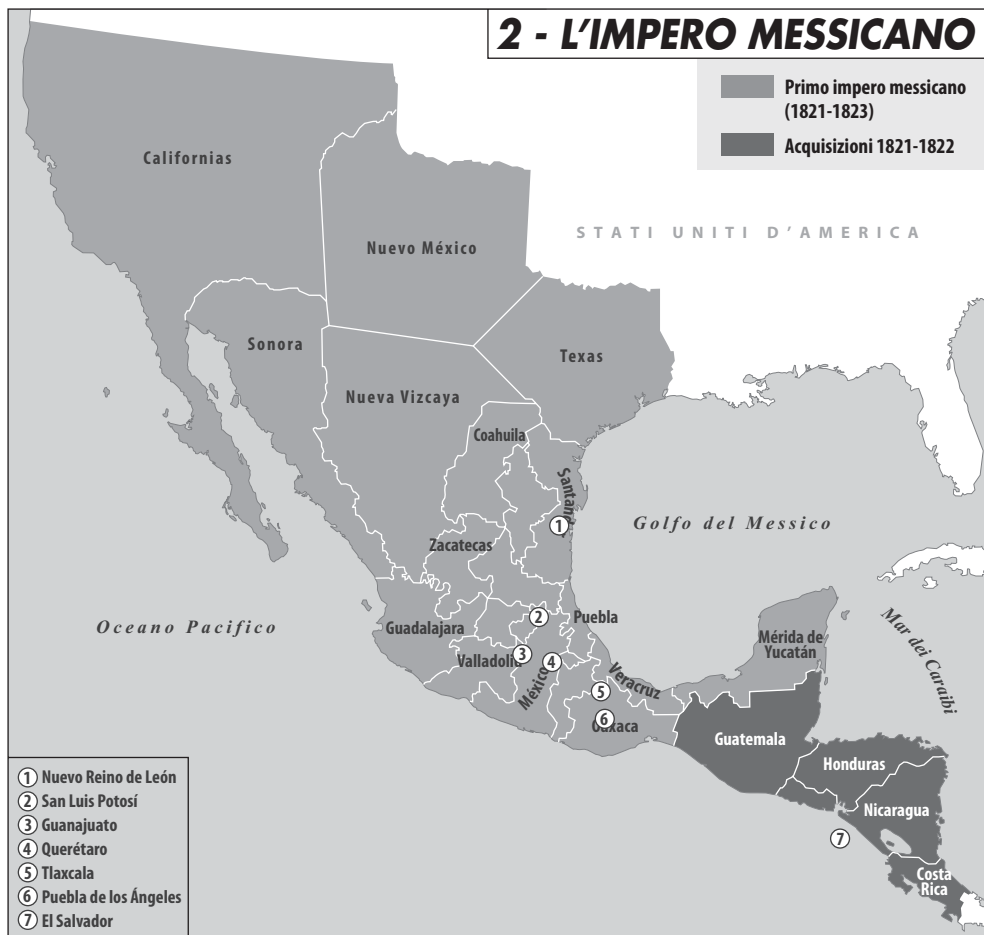 2 - L'IMPERO MESSICANO
Primo impero messicano
(1821-1823)
Acquisizioni 1821-1822
Californias
Nuevo México
STATI UNITI D'AMERICA
Sonora
Texas
Nueva Vizcaya
Coahuila
Santand
1
Golfo del Messico
Zacatecas
Oceano Pacifico
Guadalajara
2
Puebla
Mérida de
Yucatán
Mar dei Caraibi
Valladolid
3
4
México
5
Veracruz
6
Oaxaca
Guatemala
Honduras
Nicaragua
7
Costa
Rica
1 Nuevo Reino de León
2 San Luis Potosí
3 Guanajuato
4 Querétaro
5 Tlaxcala
6 Puebla de los Ángeles
7 El Salvador